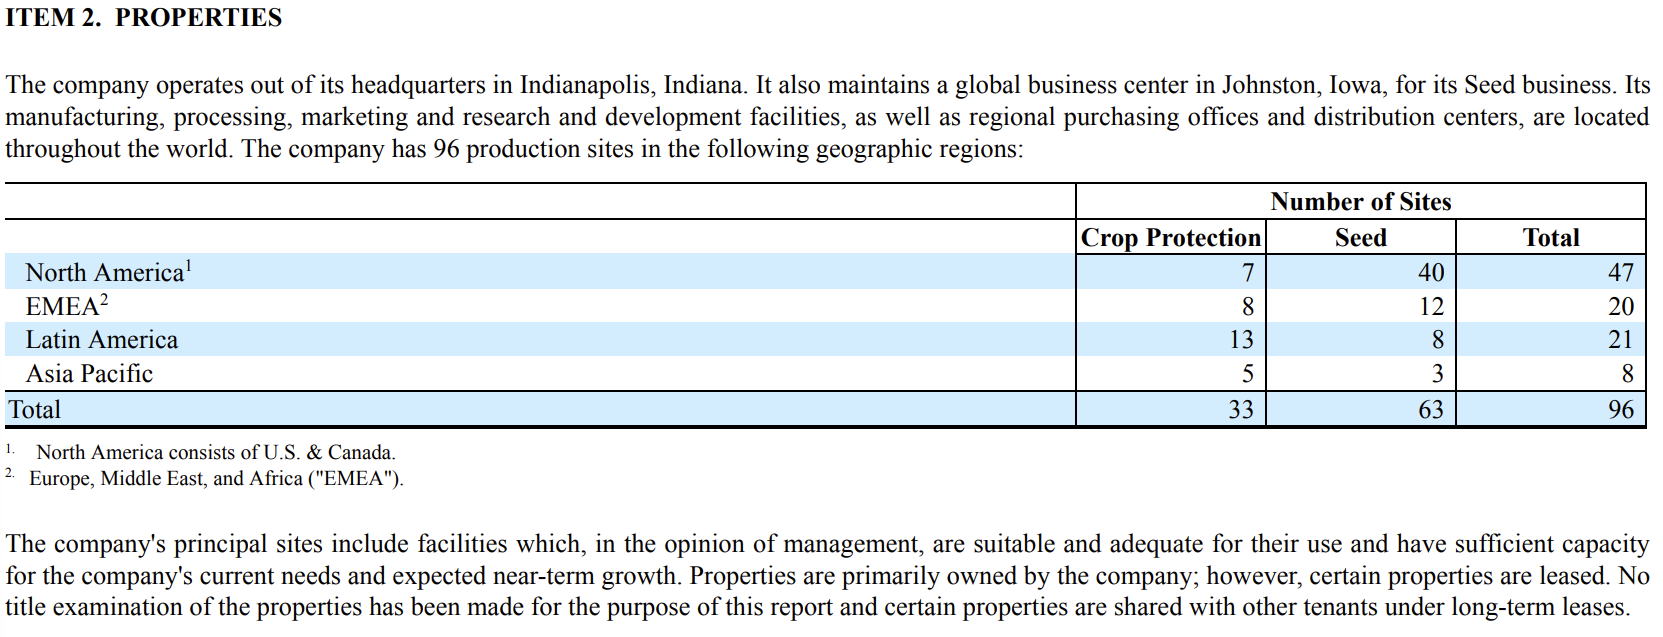 ITEM 2. PROPERTIES
The company operates out of its headquarters in Indianapolis, Indiana. It also maintains a global business center in Johnston, Iowa, for its Seed business. Its
manufacturing, processing, marketing and research and development facilities, as well as regional purchasing offices and distribution centers, are located
throughout the world. The company has 96 production sites in the following geographic regions:
Number of Sites
Crop Protection Seed Total
North America1 7 40 47
EMEA2 8 12 20
Latin America 13 8 21
Asia Pacific 5 3 8
Total 33 63 96
1. North America consists of U.S. & Canada.
2. Europe, Middle East, and Africa ("EMEA").
The company's principal sites include facilities which, in the opinion of management, are suitable and adequate for their use and have sufficient capacity
for the company's current needs and expected near-term growth. Properties are primarily owned by the company; however, certain properties are leased. No
title examination of the properties has been made for the purpose of this report and certain properties are shared with other tenants under long-term leases.